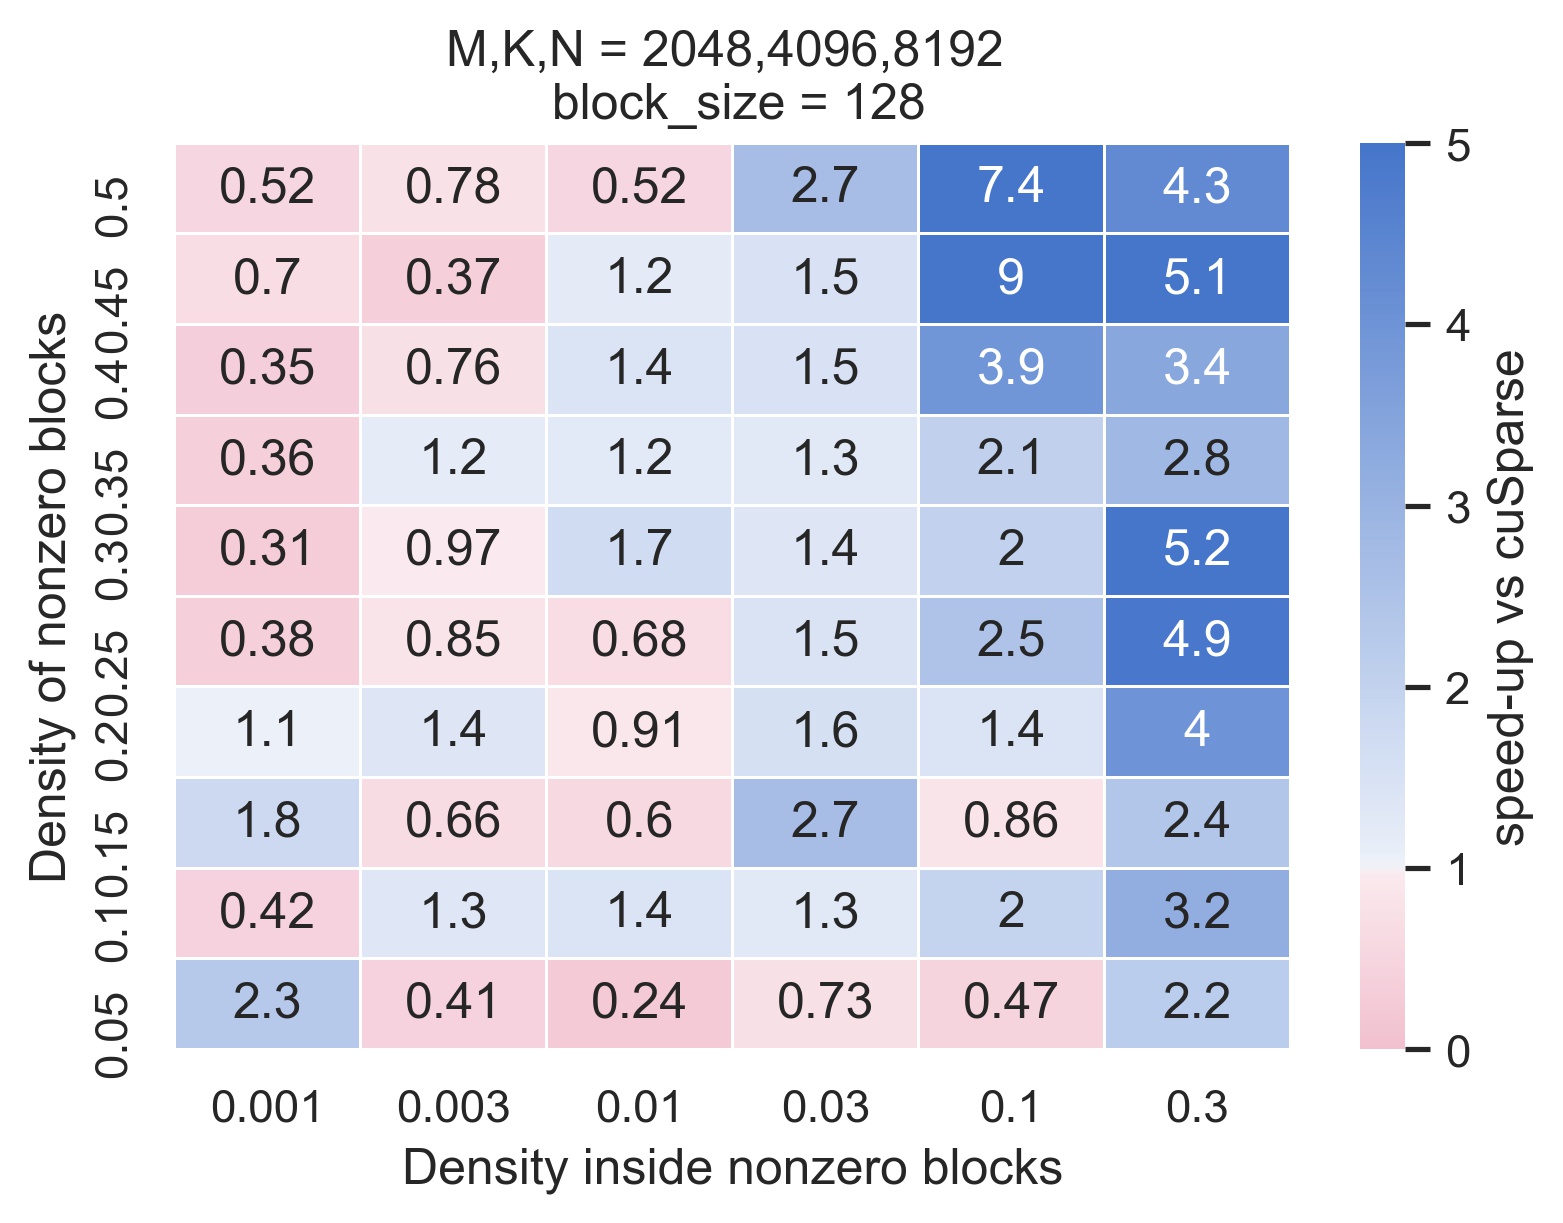 M,K,N = 2048,4096,8192
block_size = 128
Density of nonzero blocks
0.5 0.52 0.78 0.52 2.7 7.4 4.3
0.45 0.7 0.37 1.2 1.5 9 5.1
0.4 0.35 0.76 1.4 1.5 3.9 3.4
0.35 0.36 1.2 1.2 1.3 2.1 2.8
0.3 0.31 0.97 1.7 1.4 2 5.2
0.25 0.38 0.85 0.68 1.5 2.5 4.9
0.2 1.1 1.4 0.91 1.6 1.4 4
0.15 1.8 0.66 0.6 2.7 0.86 2.4
0.1 0.42 1.3 1.4 1.3 2 3.2
0.05 2.3 0.41 0.24 0.73 0.47 2.2
0.001 0.003 0.01 0.03 0.1 0.3
Density inside nonzero blocks
5
4
3
2
1
0
speed-up vs cuSparse